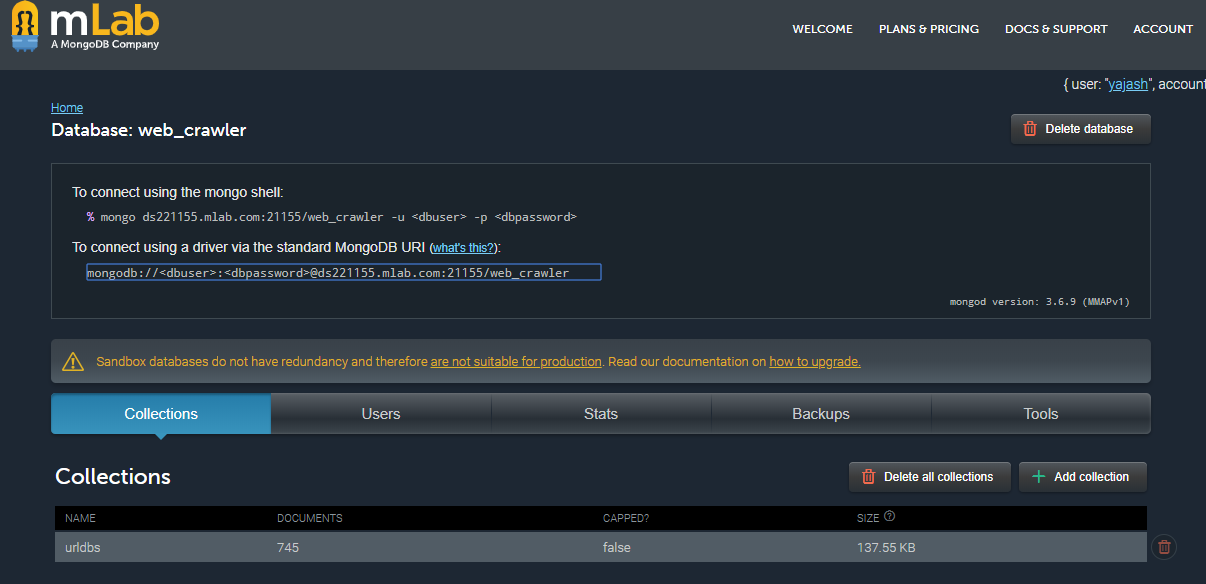 mLab
A MongoDB Company
WELCOME PLANS & PRICING DOCS & SUPPORT ACCOUNT
{ user: "yajash", account
Home
Database: web_crawler
Delete database
To connect using the mongo shell:
% mongo ds221155.mlab.com:21155/web_crawler -u <dbuser> -p <dbpassword>
To connect using a driver via the standard MongoDB URI (what's this?):
mongodb://<dbuser>:<dbpassword>@ds221155.mlab.com:21155/web_crawler
mongod version: 3.6.9 (MMAPv1)
Sandbox databases do not have redundancy and therefore are not suitable for production. Read our documentation on how to upgrade.
Collections Users Stats Backups Tools
Collections
Delete all collections
Add collection
NAME DOCUMENTS CAPPED? SIZE ?
urldbs 745 false 137.55 KB